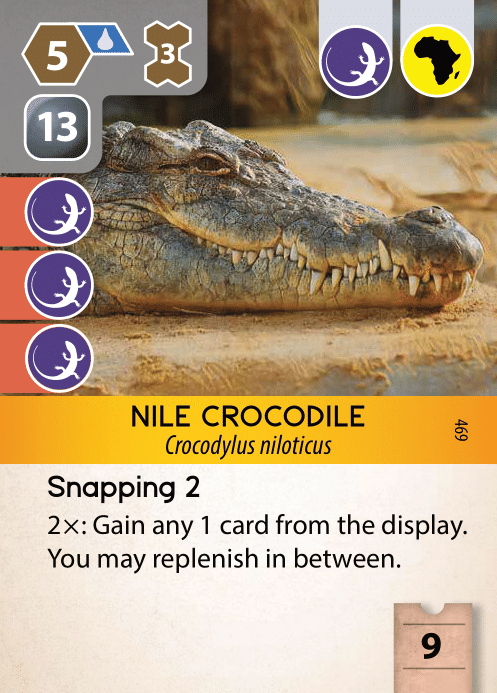 5
3
13
NILE CROCODILE
Crocodylus niloticus
469
Snapping 2
2×: Gain any 1 card from the display.
You may replenish in between.
9